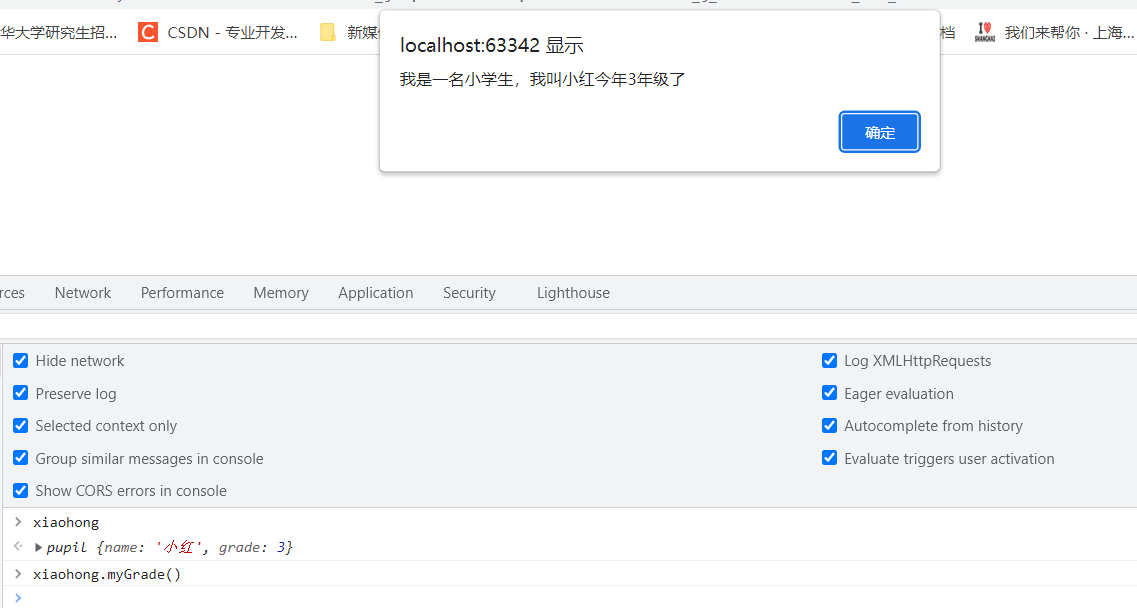 华大学研究生招... CSDN - 专业开发... 新媒 档 我们来帮你 · 上海...
localhost:63342 显示
我是一名小学生，我叫小红今年3年级了
确定
rces Network Performance Memory Application Security Lighthouse
Hide network Log XMLHttpRequests
Preserve log Eager evaluation
Selected context only Autocomplete from history
Group similar messages in console Evaluate triggers user activation
Show CORS errors in console
> xiaohong
pupil {name: '小红', grade: 3}
> xiaohong.myGrade()
>